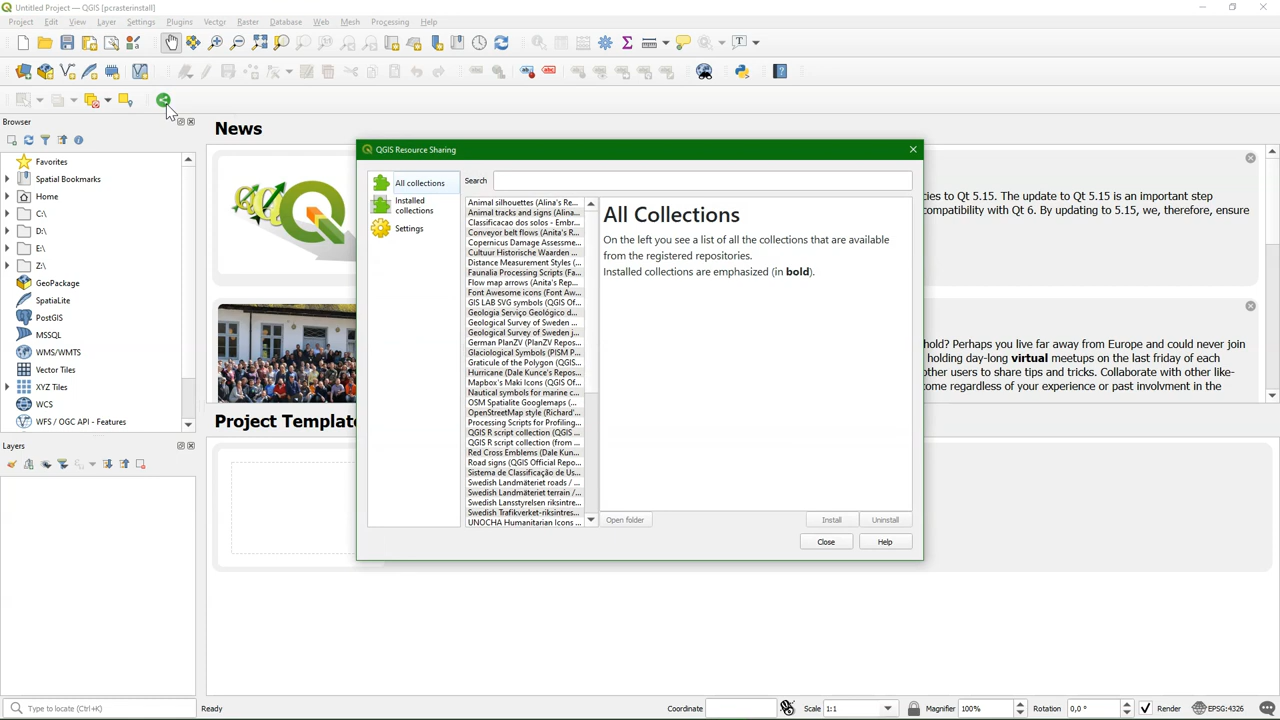 Untitled Project — QGIS [pcrasterinstall]
Project Edit View Layer Settings Plugins Vector Raster Database Web Mesh Processing Help
Browser
News
QGIS Resource Sharing
Favorites
Spatial Bookmarks
Home
C:\
D:\
E:\
Z:\
GeoPackage
SpatiaLite
PostGIS
MSSQL
WMS/WMTS
Vector Tiles
XYZ Tiles
WCS
WFS / OGC API - Features
All collections
Installed
collections
Settings
Search
Animal silhouettes (Alina's Re...
Animal tracks and signs (Alina...
Classificacao dos solos - Embr...
Conveyor belt flows (Anita's R...
Copernicus Damage Assessme...
Cultuur Historische Waarden ...
Distance Measurement Styles (...
Faunalia Processing Scripts (Fa...
Flow map arrows (Anita's Rep...
Font Awesome icons (Font Aw...
GIS LAB SVG symbols (QGIS Of...
Geologia Serviço Geológico d...
Geological Survey of Sweden ...
Geological Survey of Sweden j...
German PlanZV (PlanZV Repos...
Glaciological Symbols (PISM P...
Graticule of the Polygon (QGIS...
Hurricane (Dale Kunce's Repos...
Mapbox's Maki Icons (QGIS Of...
Nautical symbols for marine c...
OSM Spatialite Googlemaps (...
OpenStreetMap style (Richard'...
Processing Scripts for Profiling...
QGIS R script collection (QGIS ...
QGIS R script collection (from ...
Red Cross Emblems (Dale Kun...
Road signs (QGIS Official Repo...
Sistema de Classificação de Us...
Swedish Landmäteriet roads / ...
Swedish Landmäteriet terrain /...
Swedish Lansstyrelsen riksintre...
Swedish Trafikverket-riksintres...
UNOCHA Humanitarian Icons ...
All Collections
On the left you see a list of all the collections that are available
from the registered repositories.
Installed collections are emphasized (in bold).
Open folder Install Uninstall
Close Help
cies to Qt 5.15. The update to Qt 5.15 is an important step
compatibility with Qt 6. By updating to 5.15, we, therefore, ensure
hold? Perhaps you live far away from Europe and could never join
holding day-long virtual meetups on the last friday of each
other users to share tips and tricks. Collaborate with other like-
ome regardless of your experience or past involvment in the
Project Templat
Layers
Type to locate (Ctrl+K) Ready Coordinate Scale 1:1 Magnifier 100% Rotation 0,0 ° Render EPSG:4326